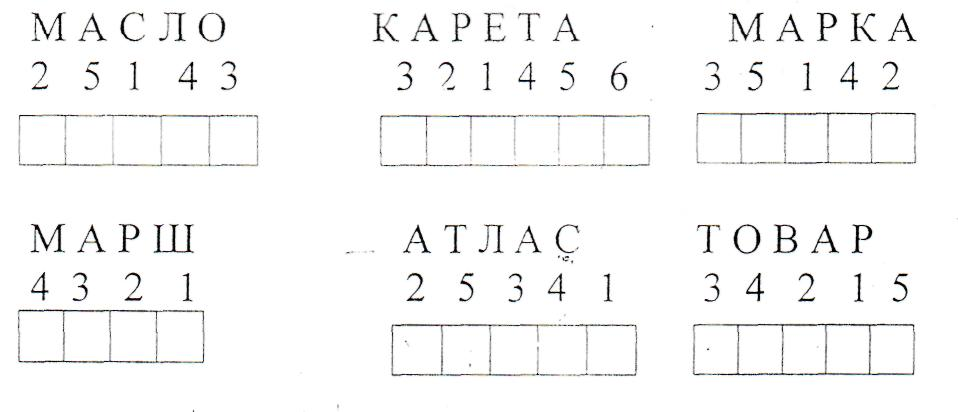 МАСЛО КАРЕТА МАРКА
2 5 1 4 3 3 2 1 4 5 6 3 5 1 4 2
МАРШ АТЛАС ТОВАР
4 3 2 1 2 5 3 4 1 3 4 2 1 5